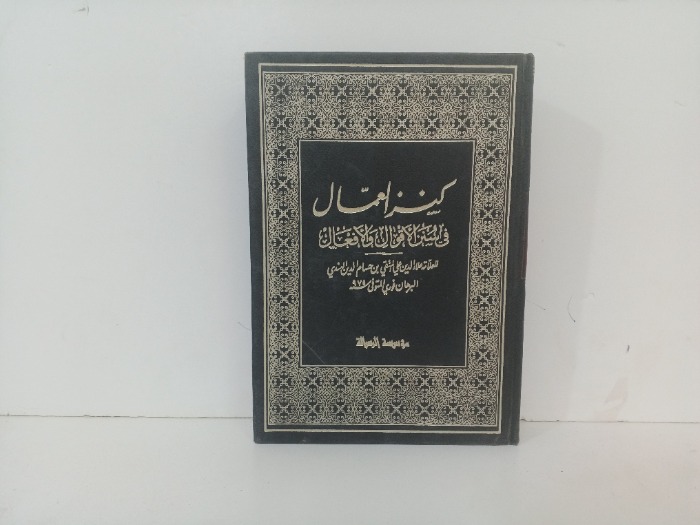 كنز العمال
في سنن الأقوال والأفعال
للعلامة علاء الدين علي المتقي بن حسام الدين الهندي
البرهان فوري المتوفى ٩٧٥
مؤسسة الرسالة